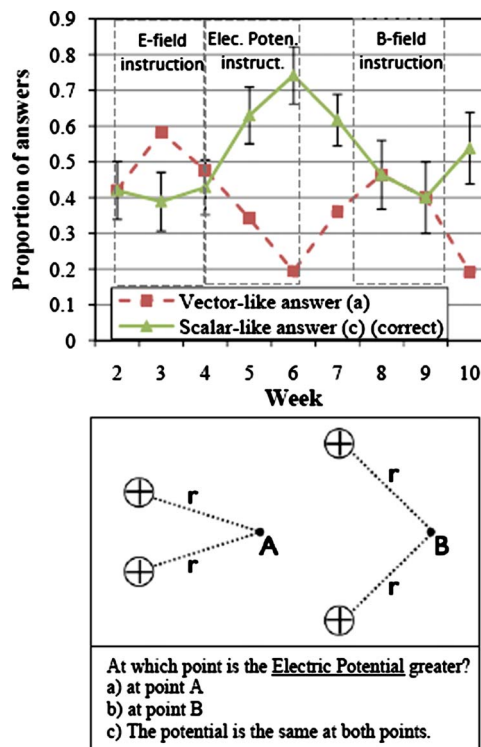 0.9
0.8
0.7
0.6
0.5
0.4
0.3
0.2
0.1
0
Proportion of answers
E-field
instruction
Elec. Poten.
instruct.
B-field
instruction
Vector-like answer (a)
Scalar-like answer (c) (correct)
2 3 4 5 6 7 8 9 10
Week
r
r
A
r
r
B
At which point is the Electric Potential greater?
a) at point A
b) at point B
c) The potential is the same at both points.